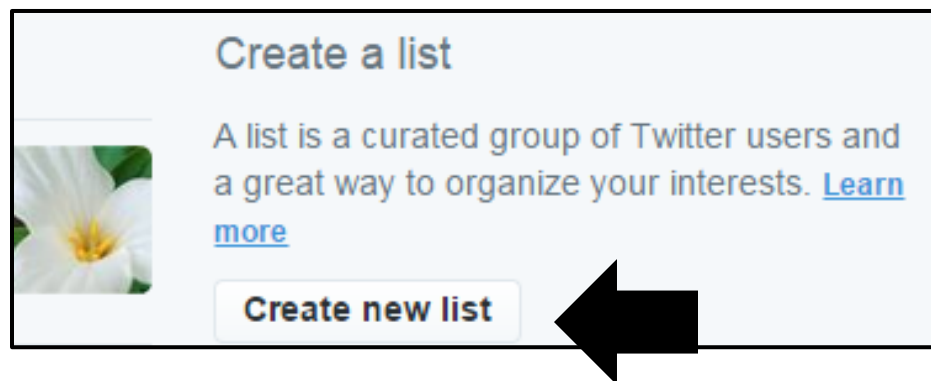 Create a list
A list is a curated group of Twitter users and
a great way to organize your interests. Learn
more
Create new list